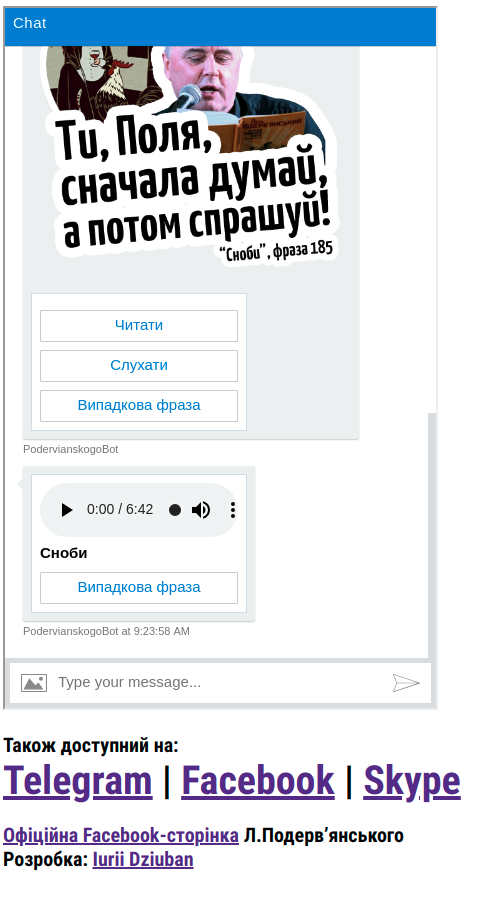 Chat
Ти, Поля,
сначала думай,
а потом спрашуй!
“Сноби”, фраза 185
Читати
Слухати
Випадкова фраза
PodervianskogoBot
0:00 / 6:42
Сноби
Випадкова фраза
PodervianskogoBot at 9:23:58 AM
Type your message...
Також доступний на:
Telegram | Facebook | Skype
Офіційна Facebook-сторінка Л.Подерв’янського
Розробка: Iurii Dziuban